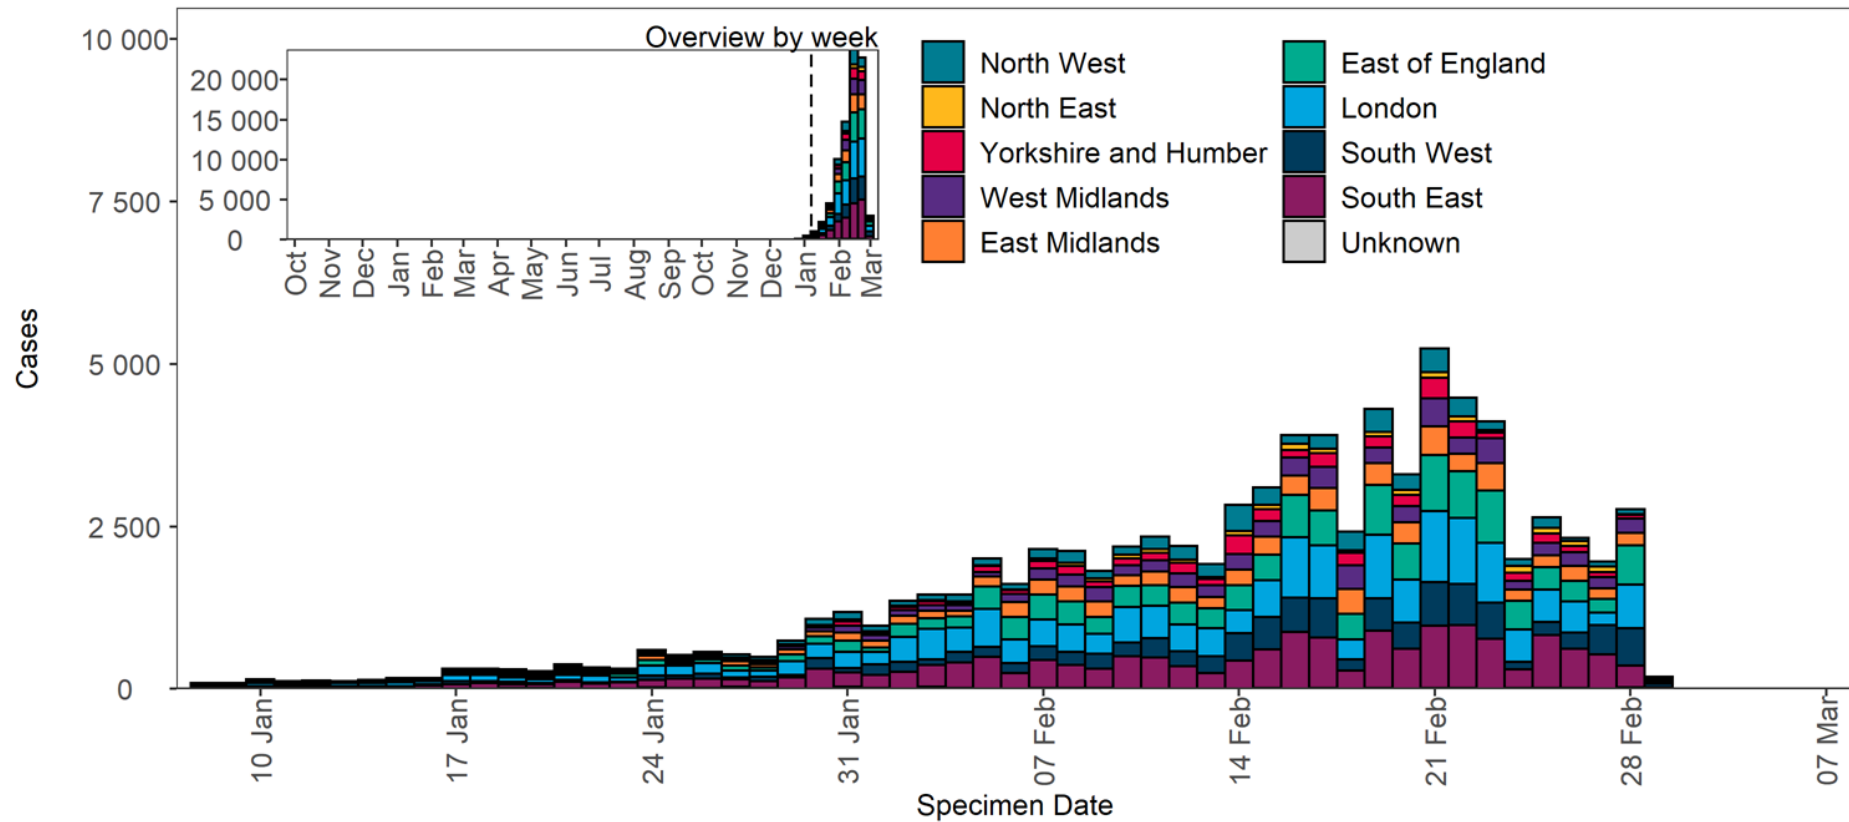 Overview by week
20 000
15 000
10 000
5 000
0
Oct Nov Dec Jan Feb Mar Apr May Jun Jul Aug Sep Oct Nov Dec Jan Feb Mar
North West
North East
Yorkshire and Humber
West Midlands
East Midlands
East of England
London
South West
South East
Unknown
Cases
10 000
7 500
5 000
2 500
0
10 Jan 17 Jan 24 Jan 31 Jan 07 Feb 14 Feb 21 Feb 28 Feb 07 Mar
Specimen Date